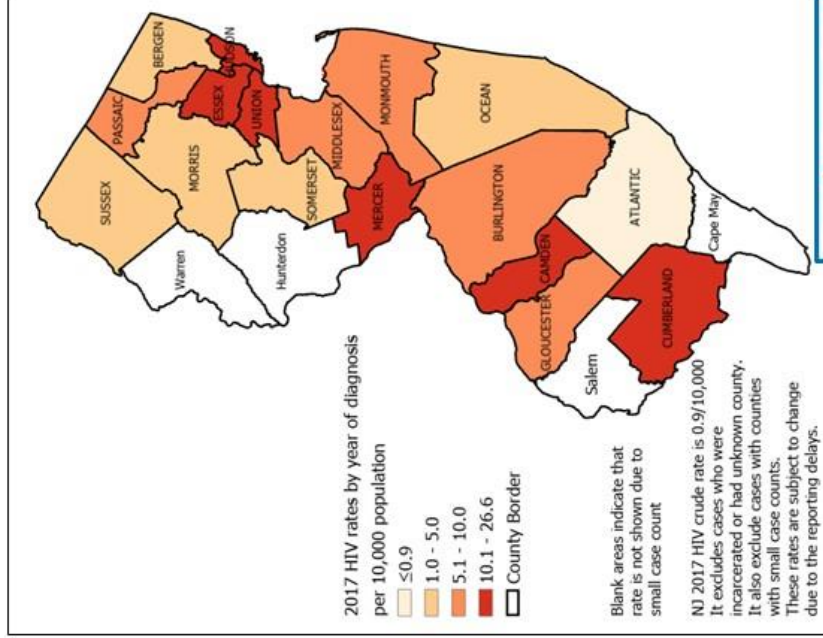 SUSSEX
PASSAIC
BERGEN
Warren
MORRIS
ESSEX
HUDSON
UNION
Hunterdon
SOMERSET
MIDDLESEX
MERCER
MONMOUTH
OCEAN
BURLINGTON
CAMDEN
GLOUCESTER
Salem
ATLANTIC
CUMBERLAND
Cape May
2017 HIV rates by year of diagnosis
per 10,000 population
≤0.9
1.0 - 5.0
5.1 - 10.0
10.1 - 26.6
County Border
Blank areas indicate that
rate is not shown due to
small case count
NJ 2017 HIV crude rate is 0.9/10,000
It excludes cases who were
incarcerated or had unknown county.
It also exclude cases with counties
with small case counts.
These rates are subject to change
due to the reporting delays.